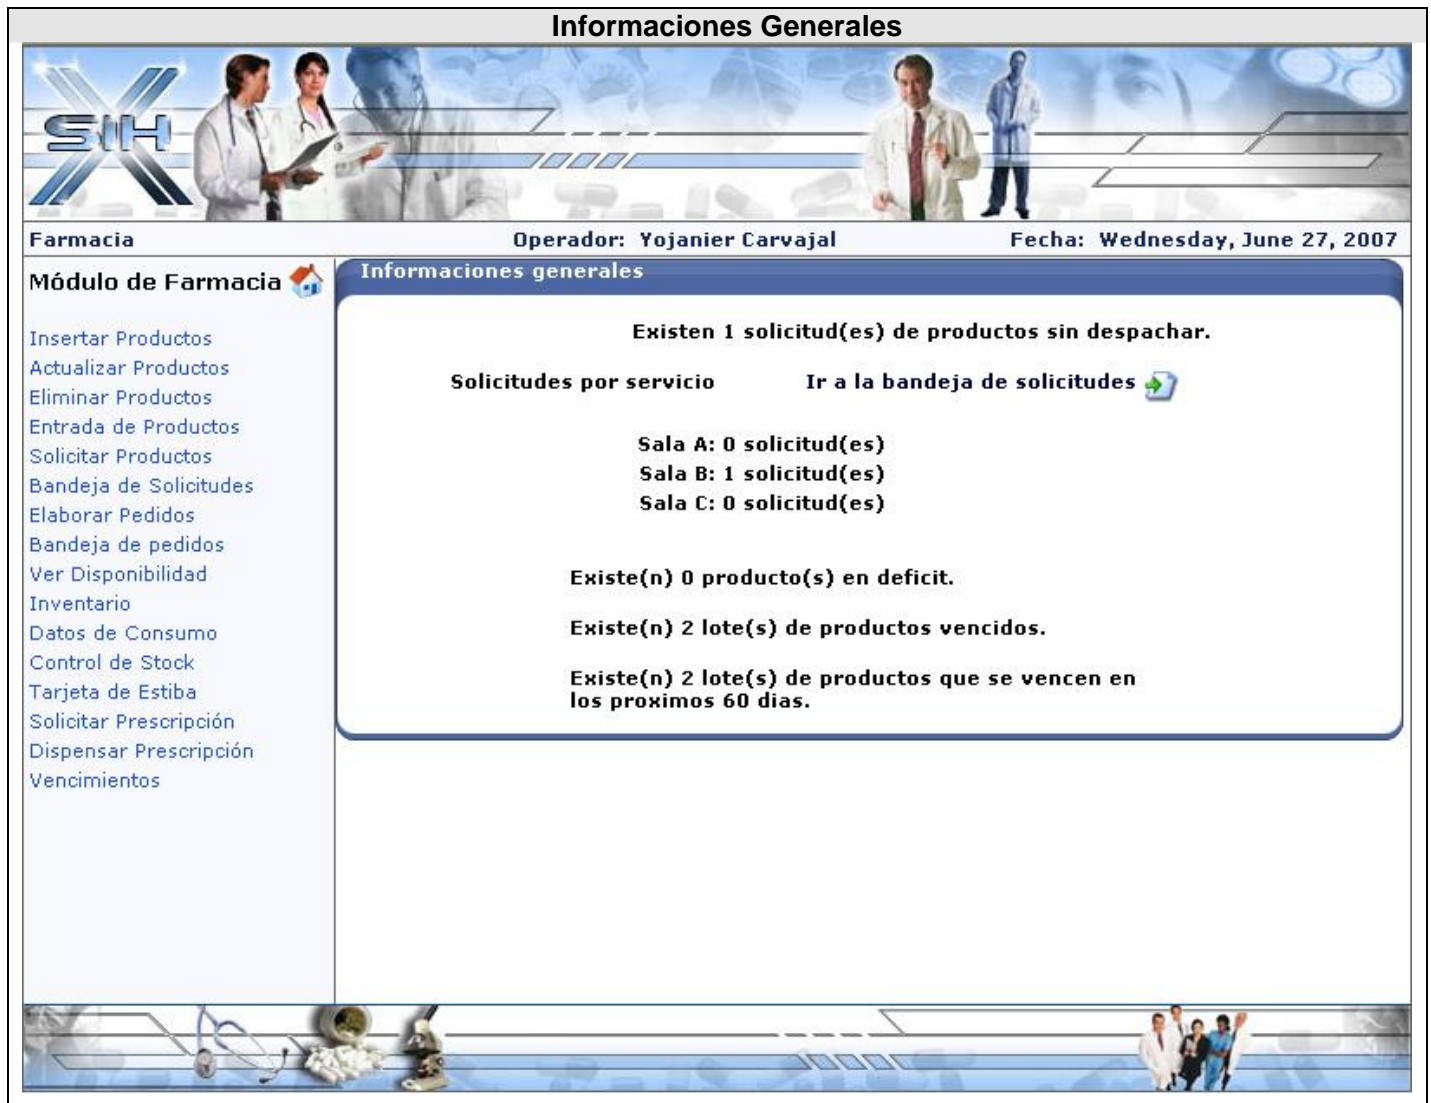 Informaciones Generales
SIH
Farmacia Operador: Yojanier Carvajal Fecha: Wednesday, June 27, 2007
Módulo de Farmacia
Insertar Productos
Actualizar Productos
Eliminar Productos
Entrada de Productos
Solicitar Productos
Bandeja de Solicitudes
Elaborar Pedidos
Bandeja de pedidos
Ver Disponibilidad
Inventario
Datos de Consumo
Control de Stock
Tarjeta de Estiba
Solicitar Prescripción
Dispensar Prescripción
Vencimientos
Informaciones generales
Existen 1 solicitud(es) de productos sin despachar.
Solicitudes por servicio Ir a la bandeja de solicitudes
Sala A: 0 solicitud(es)
Sala B: 1 solicitud(es)
Sala C: 0 solicitud(es)
Existe(n) 0 producto(s) en deficit.
Existe(n) 2 lote(s) de productos vencidos.
Existe(n) 2 lote(s) de productos que se vencen en
los proximos 60 dias.